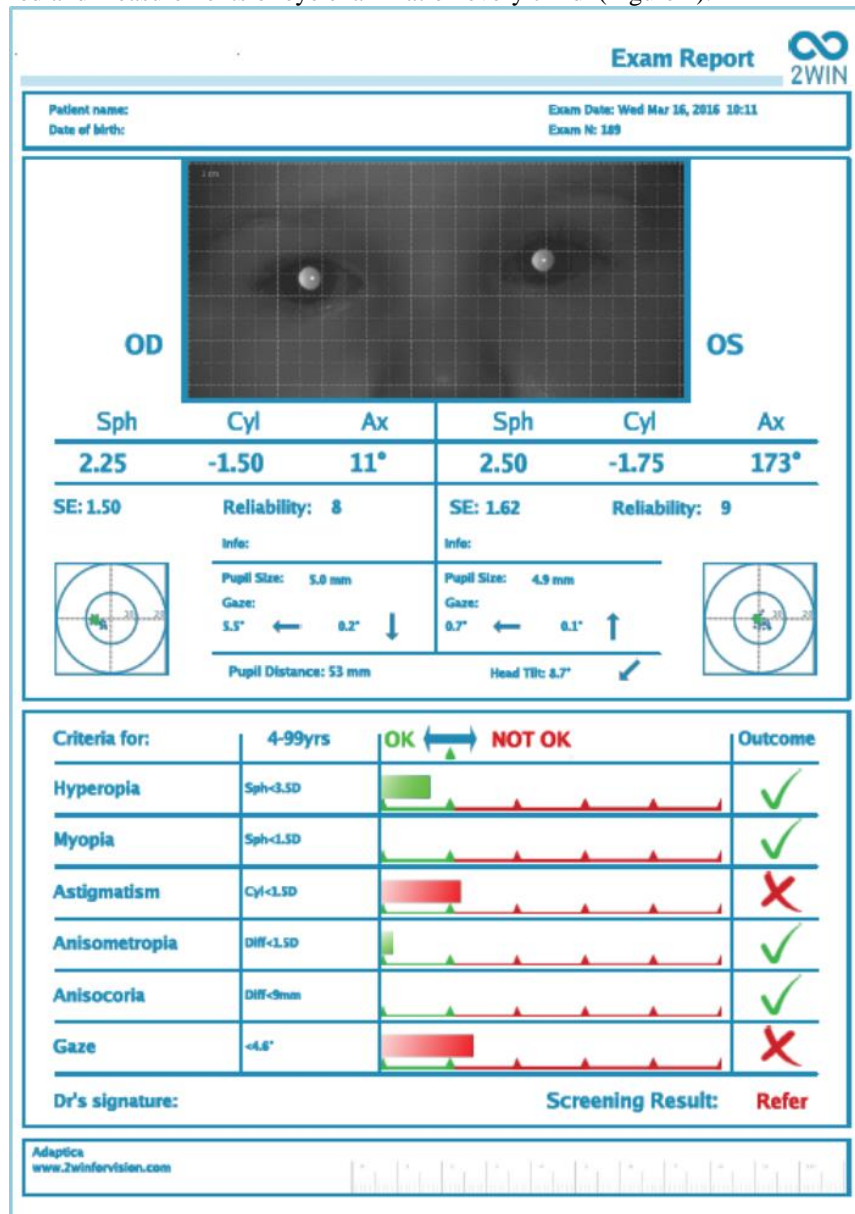 Exam Report
2WIN
Patient name:
Exam Date: Wed Mar 16, 2016 10:11
Date of birth:
Exam N: 189
OD
OS
Sph Cyl Ax Sph Cyl Ax
2.25 -1.50 11° 2.50 -1.75 173°
SE: 1.50 Reliability: 8 SE: 1.62 Reliability: 9
Info: Info:
Pupil Size: 5.0 mm Pupil Size: 4.9 mm
Gaze: Gaze:
5.5° 0.2° 0.7° 0.1°
Pupil Distance: 53 mm Head Tilt: 8.7°
Criteria for: 4-99yrs OK NOT OK Outcome
Hyperopia Sph<3.5D
Myopia Sph<1.5D
Astigmatism Cyl<1.5D
Anisometropia Diff<1.5D
Anisocoria Diff<9mm
Gaze <4.6°
Dr's signature: Screening Result: Refer
Adaptica
www.2winforvision.com